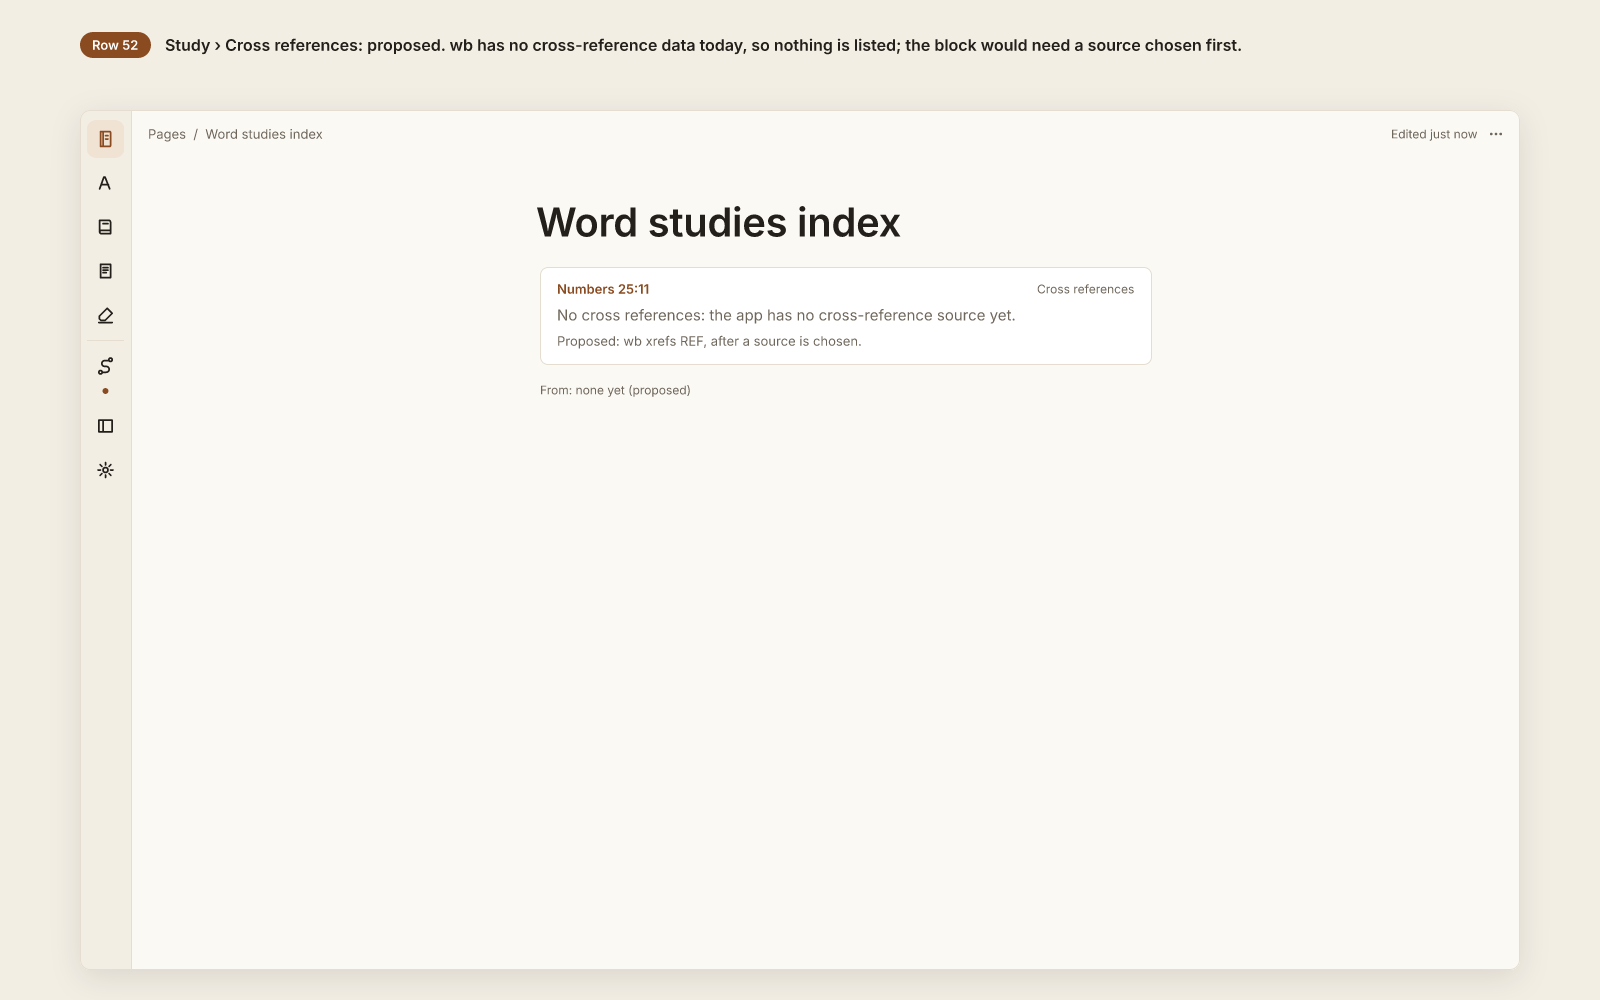 Row 52
Study › Cross references: proposed. wb has no cross-reference data today, so nothing is listed; the block would need a source chosen first.
Pages / Word studies index
Edited just now
Word studies index
Numbers 25:11
Cross references
No cross references: the app has no cross-reference source yet.
Proposed: wb xrefs REF, after a source is chosen.
From: none yet (proposed)